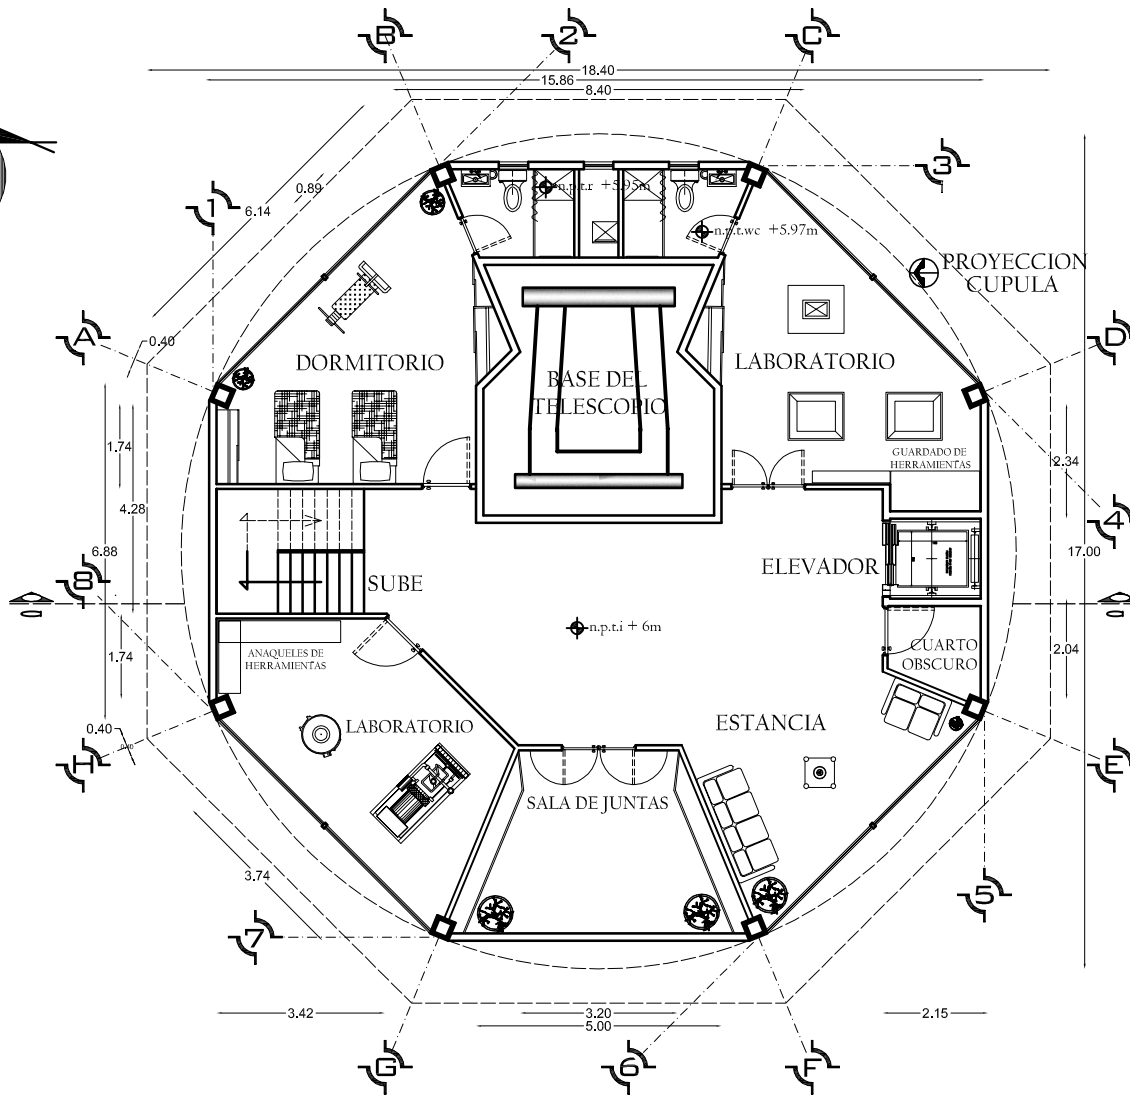 B
2
C
18.40
15.86
8.40
3
n.p.t.r +5.95m
0.89
1
6.14
n.p.t.wc +5.97m
PROYECCION
CUPULA
A
0.40
D
DORMITORIO
LABORATORIO
BASE DEL
TELESCOPIO
1.74
GUARDADO DE
HERRAMIENTAS
2.34
4.28
4
6.88
17.00
8
SUBE
ELEVADOR
n.p.t.i + 6m
1.74
ANAQUELES DE
HERRAMIENTAS
CUARTO
OBSCURO
2.04
0.40
LABORATORIO
ESTANCIA
H
E
SALA DE JUNTAS
3.74
5
7
3.42
3.20
2.15
5.00
G
6
F